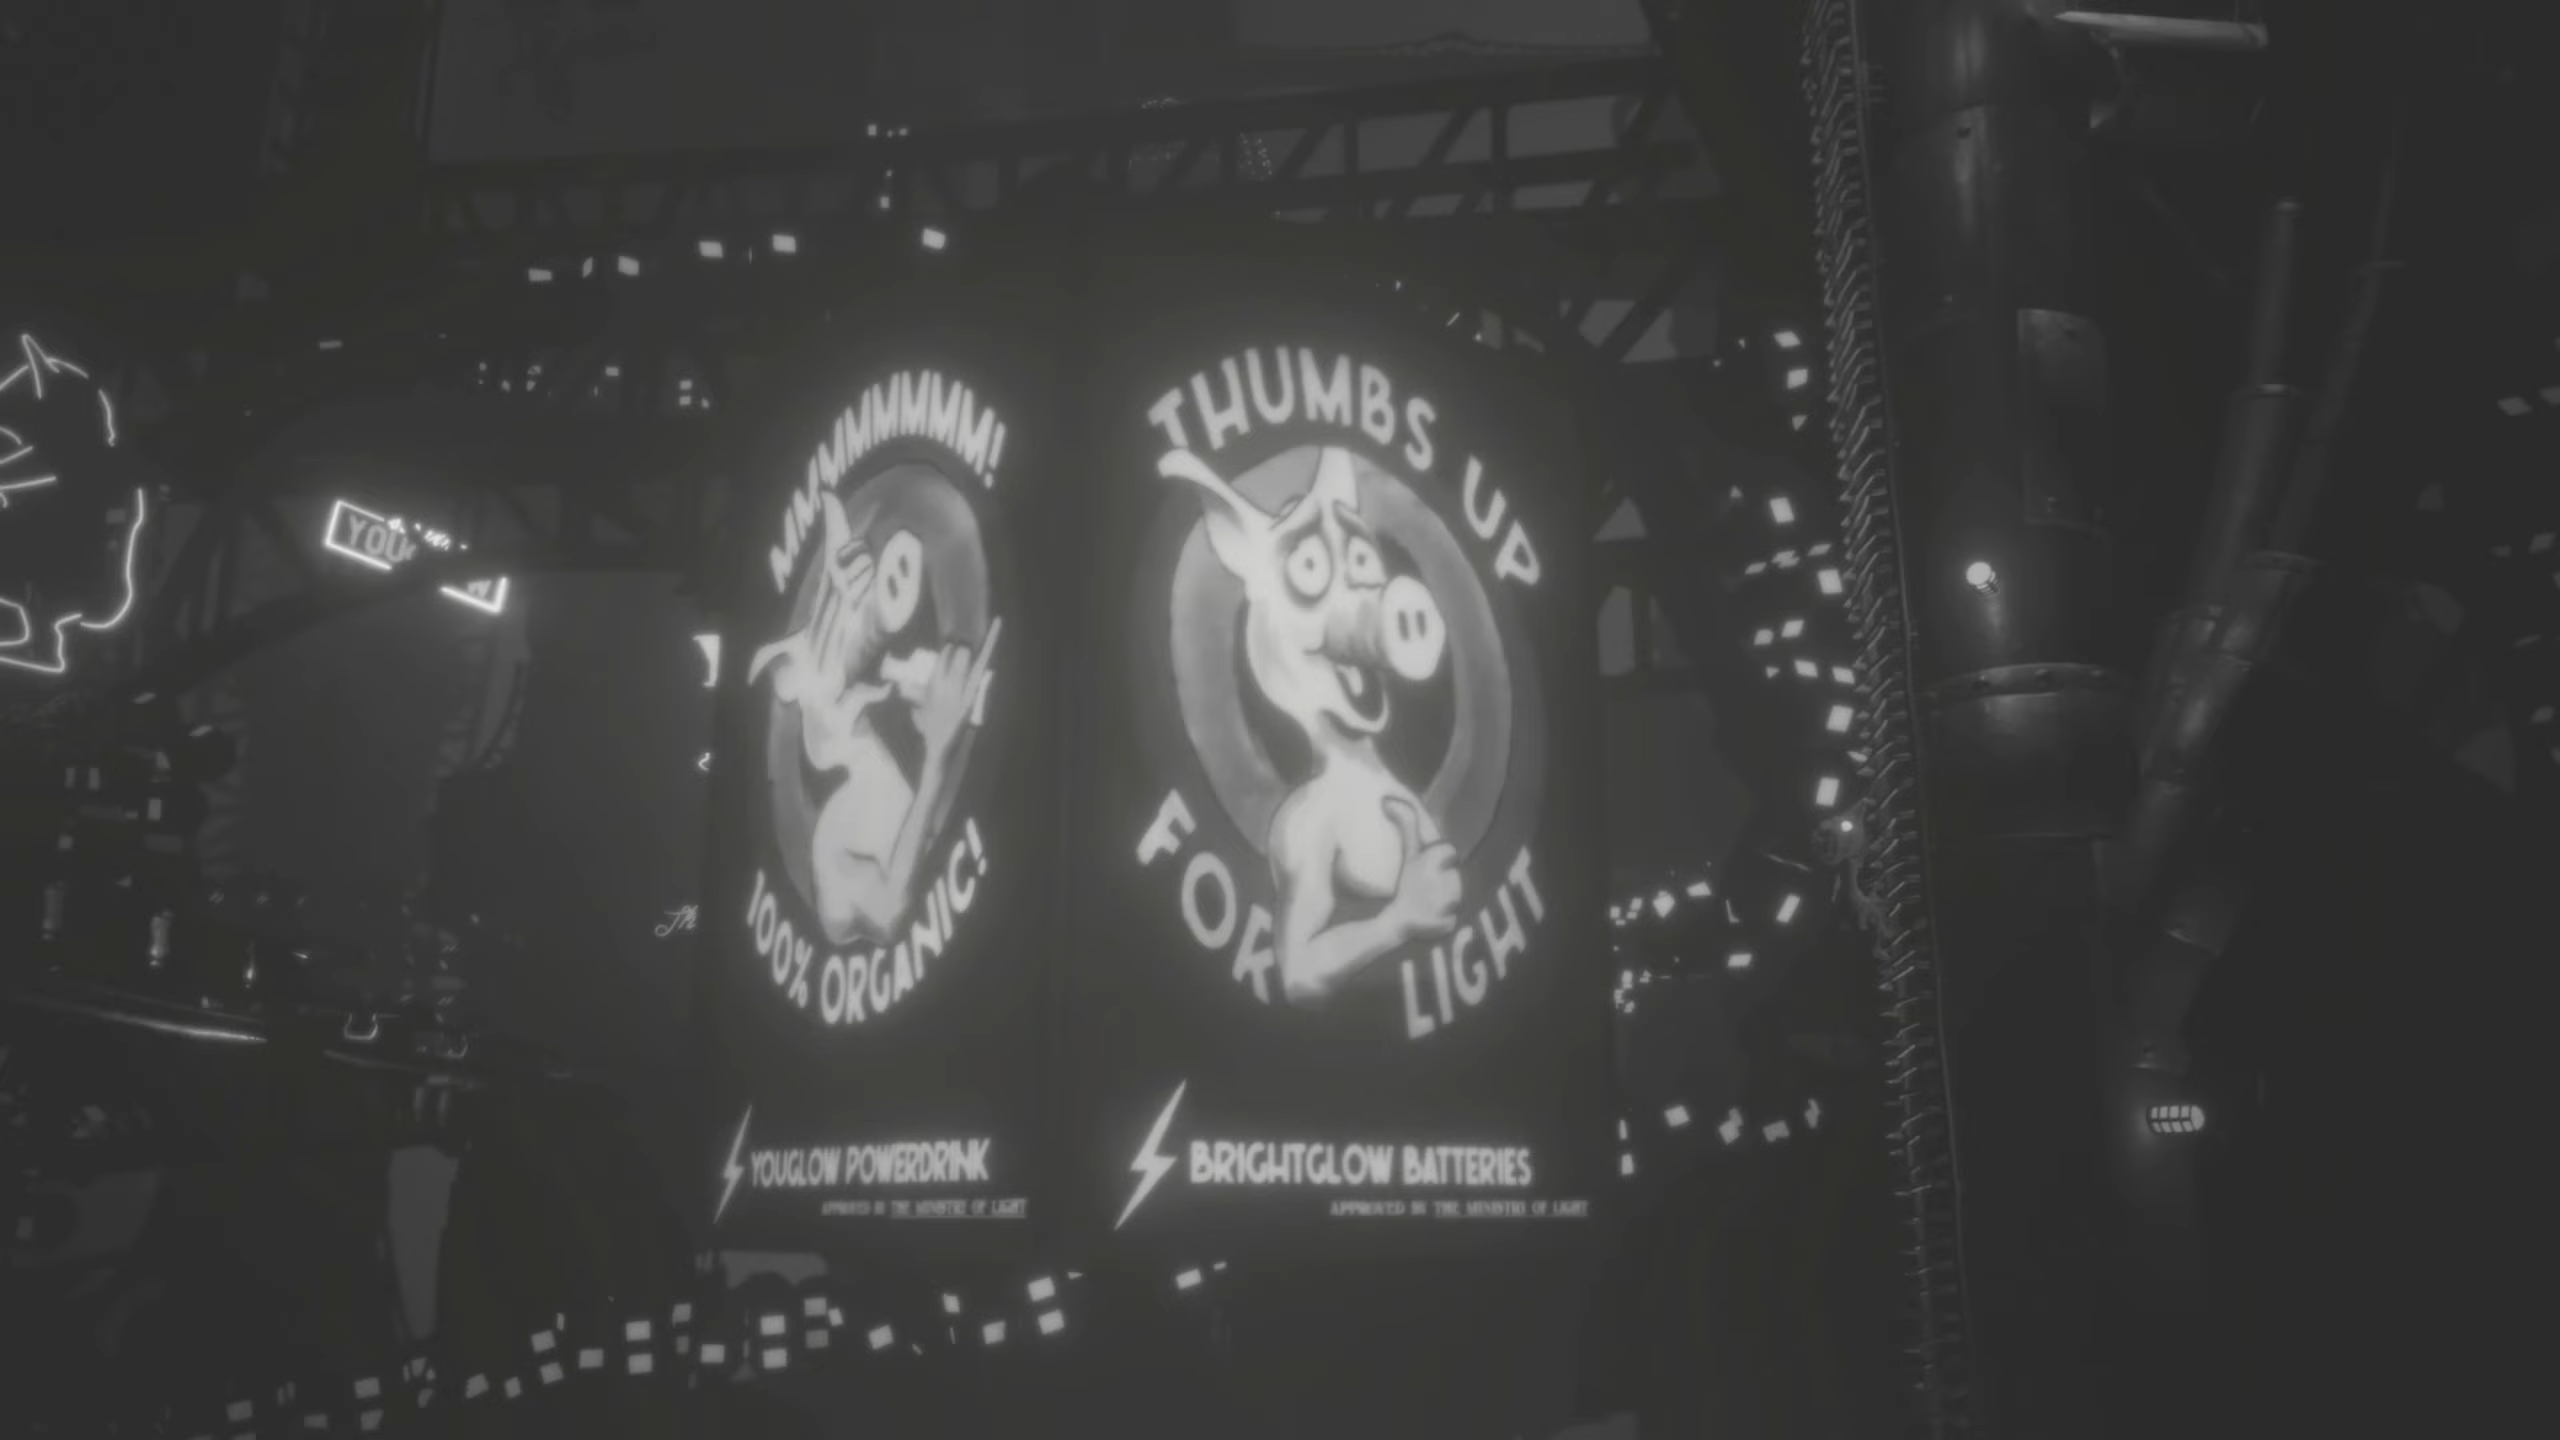 MMMMMMMMM!
100% ORGANIC!
YOUGLOW POWERDRINK
APPROVED BY THE MINISTRY OF LIGHT
THUMBS UP
FOR LIGHT
BRIGHTGLOW BATTERIES
APPROVED BY THE MINISTRY OF LIGHT